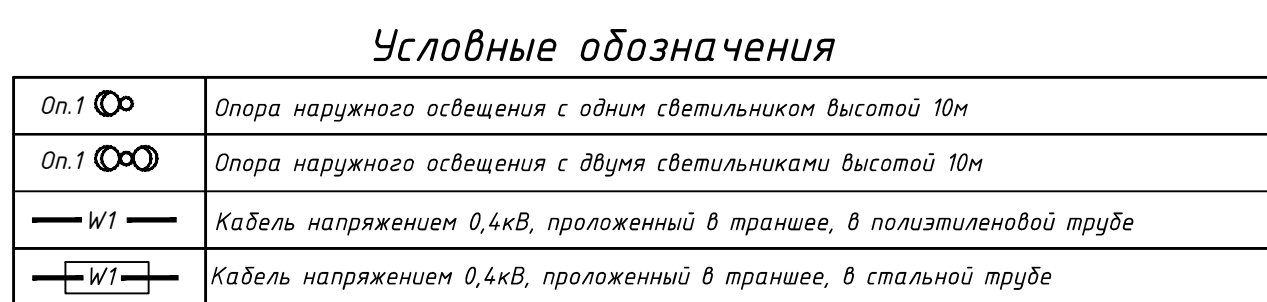 Условные обозначения
Оп.1 Опора наружного освещения с одним светильником высотой 10м
Оп.1 Опора наружного освещения с двумя светильниками высотой 10м
W1 Кабель напряжением 0,4кВ, проложенный в траншее, в полиэтиленовой трубе
W1 Кабель напряжением 0,4кВ, проложенный в траншее, в стальной трубе